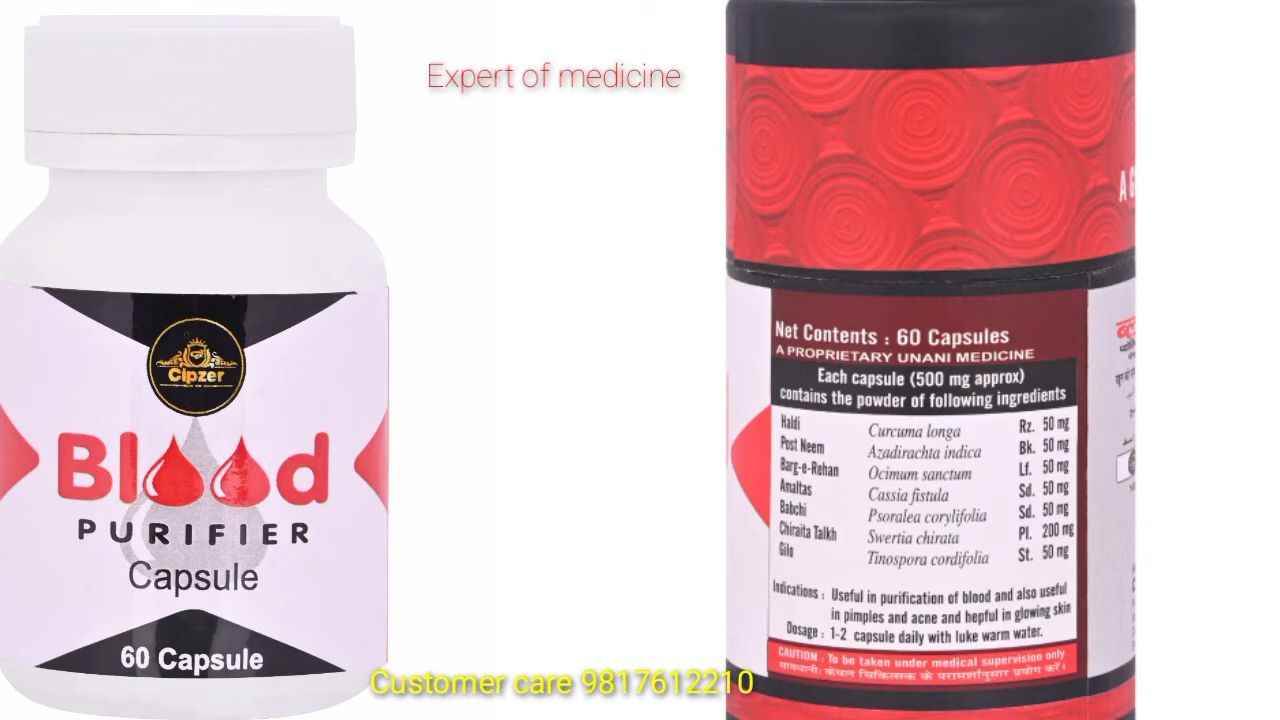 Expert of medicine
Cipzer
Blood
PURIFIER
Capsule
60 Capsule
Net Contents : 60 Capsules
A PROPRIETARY UNANI MEDICINE
Each capsule (500 mg approx)
contains the powder of following ingredients
Haldi Curcuma longa Rz. 50 mg
Post Neem Azadirachta indica Bk. 50 mg
Barg-e-Rehan Ocimum sanctum Lf. 50 mg
Amaltas Cassia fistula Sd. 50 mg
Babchi Psoralea corylifolia Sd. 50 mg
Chiraita Talkh Swertia chirata Pl. 200 mg
Gilo Tinospora cordifolia St. 50 mg
Indications : Useful in purification of blood and also useful
in pimples and acne and hepful in glowing skin
Dosage : 1-2 capsule daily with luke warm water.
CAUTION : To be taken under medical supervision only
सावधानी: केवल चिकित्सक के परामर्शानुसार प्रयोग करें।
Customer care 9817612210